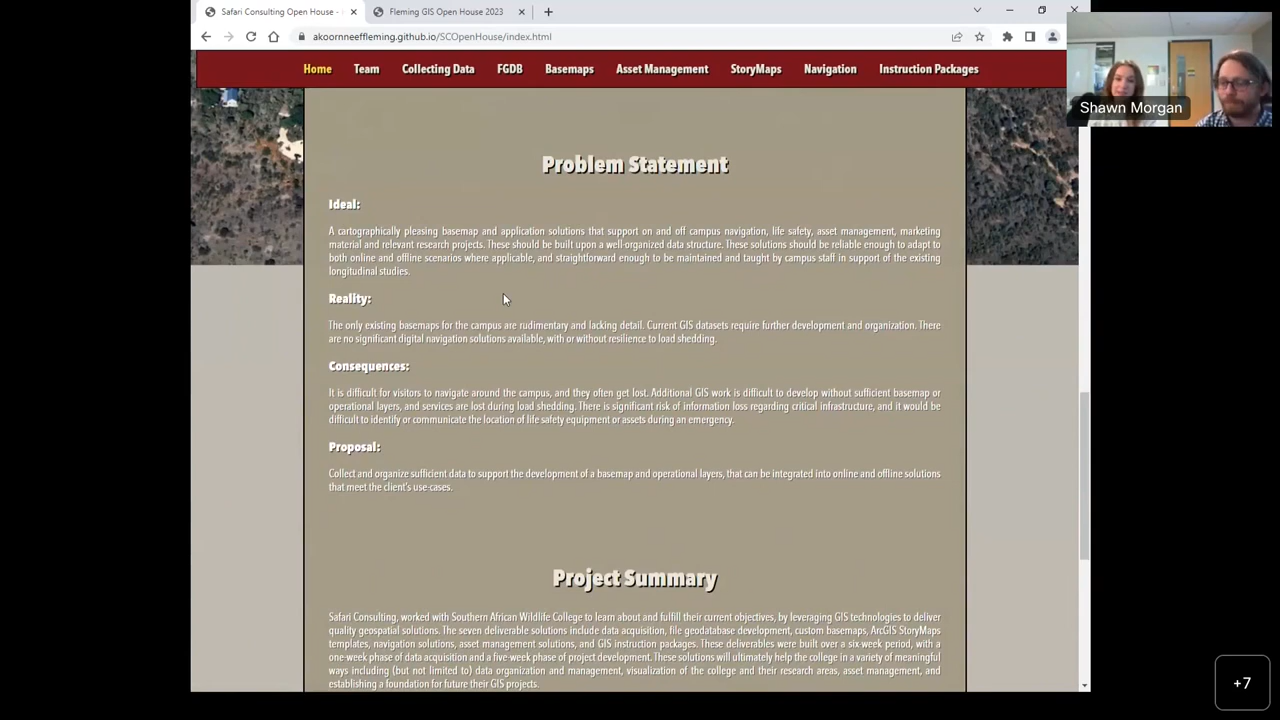 Safari Consulting Open House -
Fleming GIS Open House 2023
akoornneeffleming.github.io/SCOpenHouse/index.html
Home Team Collecting Data FGDB Basemaps Asset Management StoryMaps Navigation Instruction Packages
Shawn Morgan
Problem Statement
Ideal:
A cartographically pleasing basemap and application solutions that support on and off campus navigation, life safety, asset management, marketing
material and relevant research projects. These should be built upon a well-organized data structure. These solutions should be reliable enough to adapt to
both online and offline scenarios where applicable, and straightforward enough to be maintained and taught by campus staff in support of the existing
longitudinal studies.
Reality:
The only existing basemaps for the campus are rudimentary and lacking detail. Current GIS datasets require further development and organization. There
are no significant digital navigation solutions available, with or without resilience to load shedding.
Consequences:
It is difficult for visitors to navigate around the campus, and they often get lost. Additional GIS work is difficult to develop without sufficient basemap or
operational layers, and services are lost during load shedding. There is significant risk of information loss regarding critical infrastructure, and it would be
difficult to identify or communicate the location of life safety equipment or assets during an emergency.
Proposal:
Collect and organize sufficient data to support the development of a basemap and operational layers, that can be integrated into online and offline solutions
that meet the client's use-cases.
Project Summary
Safari Consulting, worked with Southern African Wildlife College to learn about and fulfill their current objectives, by leveraging GIS technologies to deliver
quality geospatial solutions. The seven deliverable solutions include data acquisition, file geodatabase development, custom basemaps, ArcGIS StoryMaps
templates, navigation solutions, asset management solutions, and GIS instruction packages. These deliverables were built over a six-week period, with a
one-week phase of data acquisition and a five-week phase of project development. These solutions will ultimately help the college in a variety of meaningful
ways including (but not limited to) data organization and management, visualization of the college and their research areas, asset management, and
establishing a foundation for future their GIS projects.
+7